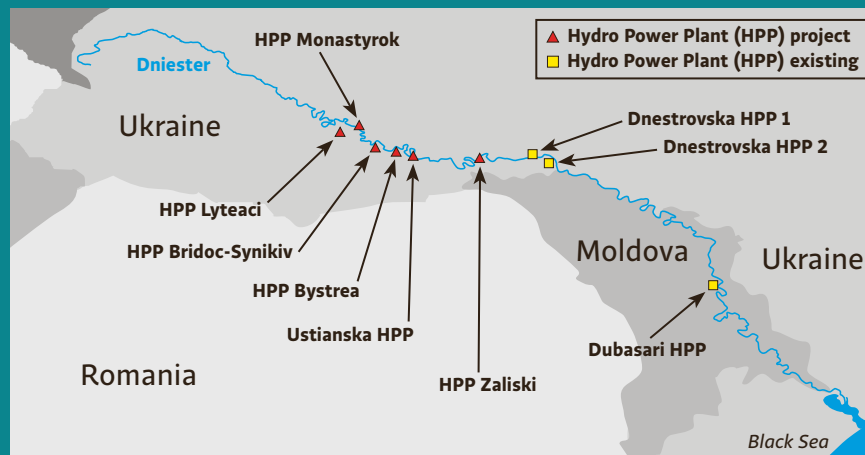 HPP Monastyrok
Hydro Power Plant (HPP) project
Hydro Power Plant (HPP) existing
Dniester
Ukraine
Dnestrovska HPP 1
Dnestrovska HPP 2
HPP Lyteaci
HPP Bridoc-Synikiv
Moldova
Ukraine
HPP Bystrea
Ustianska HPP
Dubasari HPP
Romania
HPP Zaliski
Black Sea